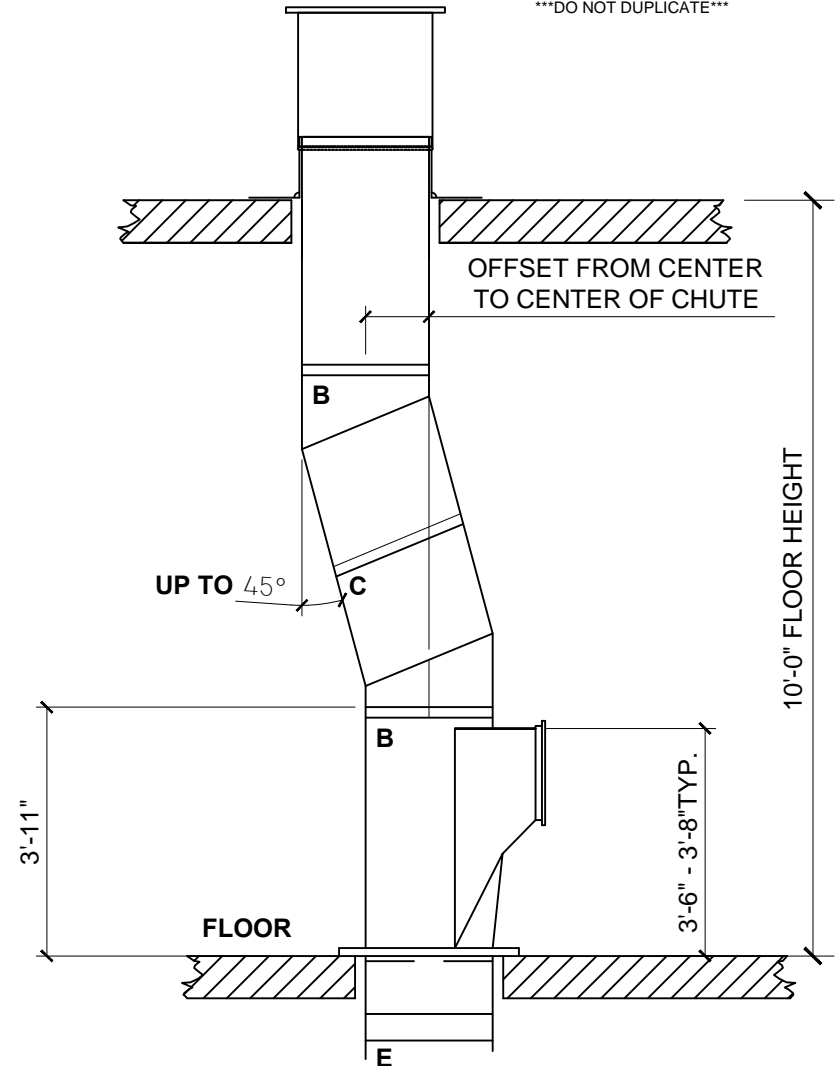 ***DO NOT DUPLICATE***
OFFSET FROM CENTER
TO CENTER OF CHUTE
B
10'-0" FLOOR HEIGHT
UP TO 45°
C
B
3'-11"
3'-6" - 3'-8"TYP.
FLOOR
E